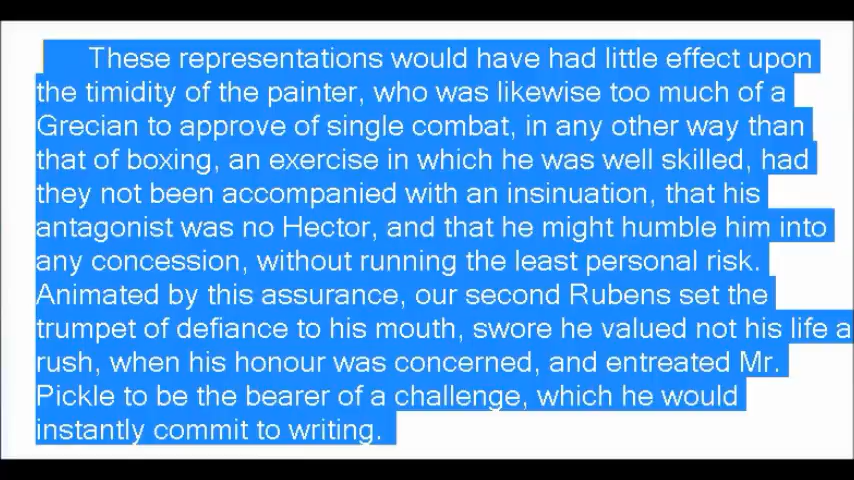 These representations would have had little effect upon
the timidity of the painter, who was likewise too much of a
Grecian to approve of single combat, in any other way than
that of boxing, an exercise in which he was well skilled, had
they not been accompanied with an insinuation, that his
antagonist was no Hector, and that he might humble him into
any concession, without running the least personal risk.
Animated by this assurance, our second Rubens set the
trumpet of defiance to his mouth, swore he valued not his life a
rush, when his honour was concerned, and entreated Mr.
Pickle to be the bearer of a challenge, which he would
instantly commit to writing.